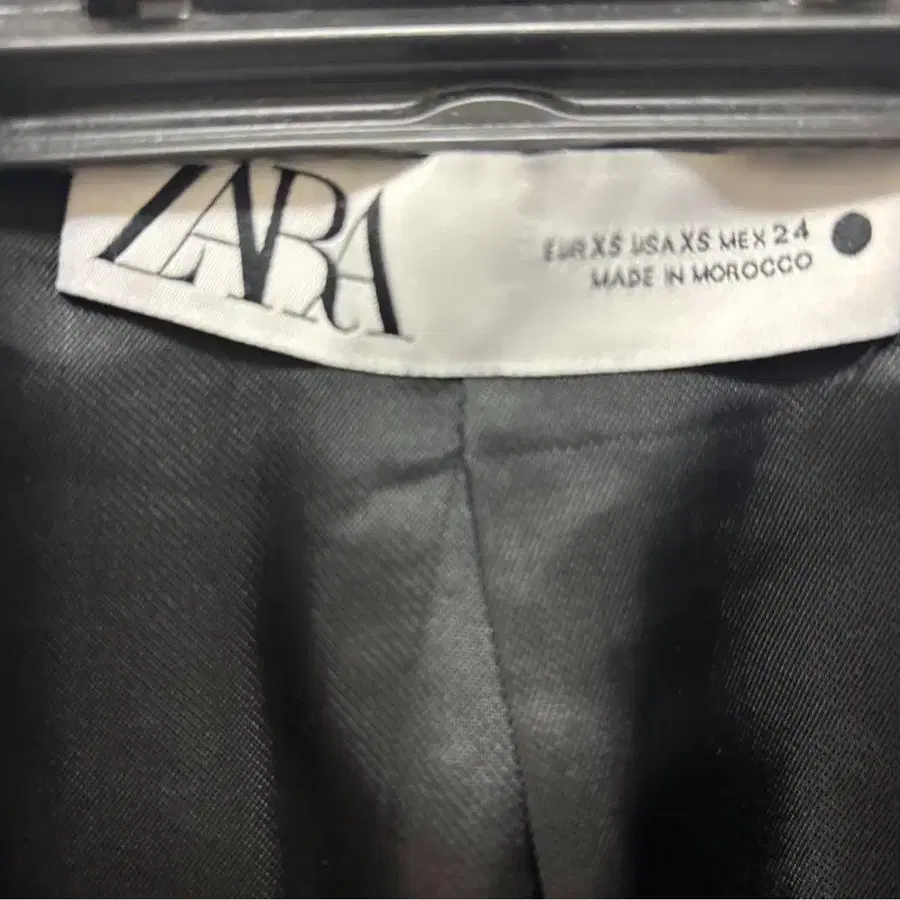 ZARA
EUR XS USA XS MEX 24
MADE IN MOROCCO